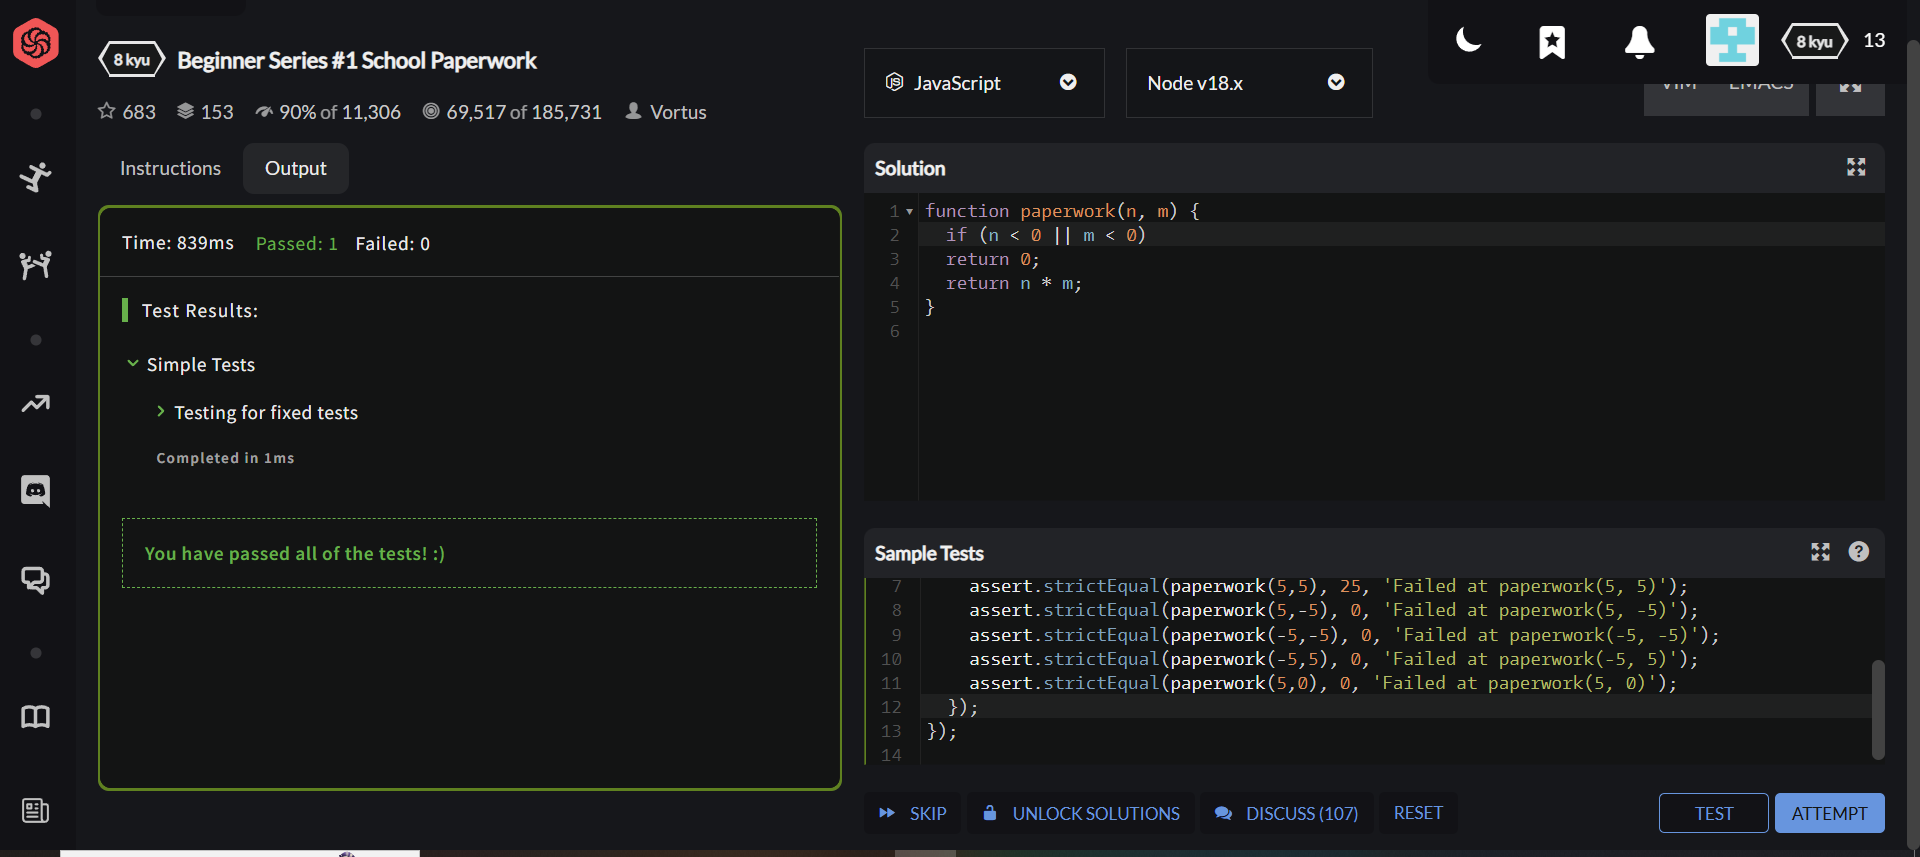 8 kyu Beginner Series #1 School Paperwork
683 153 90% of 11,306 69,517 of 185,731 Vortus
JavaScript
Node v18.x
VIM EMACS
8 kyu 13
Instructions Output
Time: 839ms Passed: 1 Failed: 0
Test Results:
Simple Tests
Testing for fixed tests
Completed in 1ms
You have passed all of the tests! :)
Solution
1 function paperwork(n, m) {
2 if (n < 0 || m < 0)
3 return 0;
4 return n * m;
5 }
6
Sample Tests
7 assert.strictEqual(paperwork(5,5), 25, 'Failed at paperwork(5, 5)');
8 assert.strictEqual(paperwork(5,-5), 0, 'Failed at paperwork(5, -5)');
9 assert.strictEqual(paperwork(-5,-5), 0, 'Failed at paperwork(-5, -5)');
10 assert.strictEqual(paperwork(-5,5), 0, 'Failed at paperwork(-5, 5)');
11 assert.strictEqual(paperwork(5,0), 0, 'Failed at paperwork(5, 0)');
12 });
13 });
14
SKIP UNLOCK SOLUTIONS DISCUSS (107) RESET TEST ATTEMPT